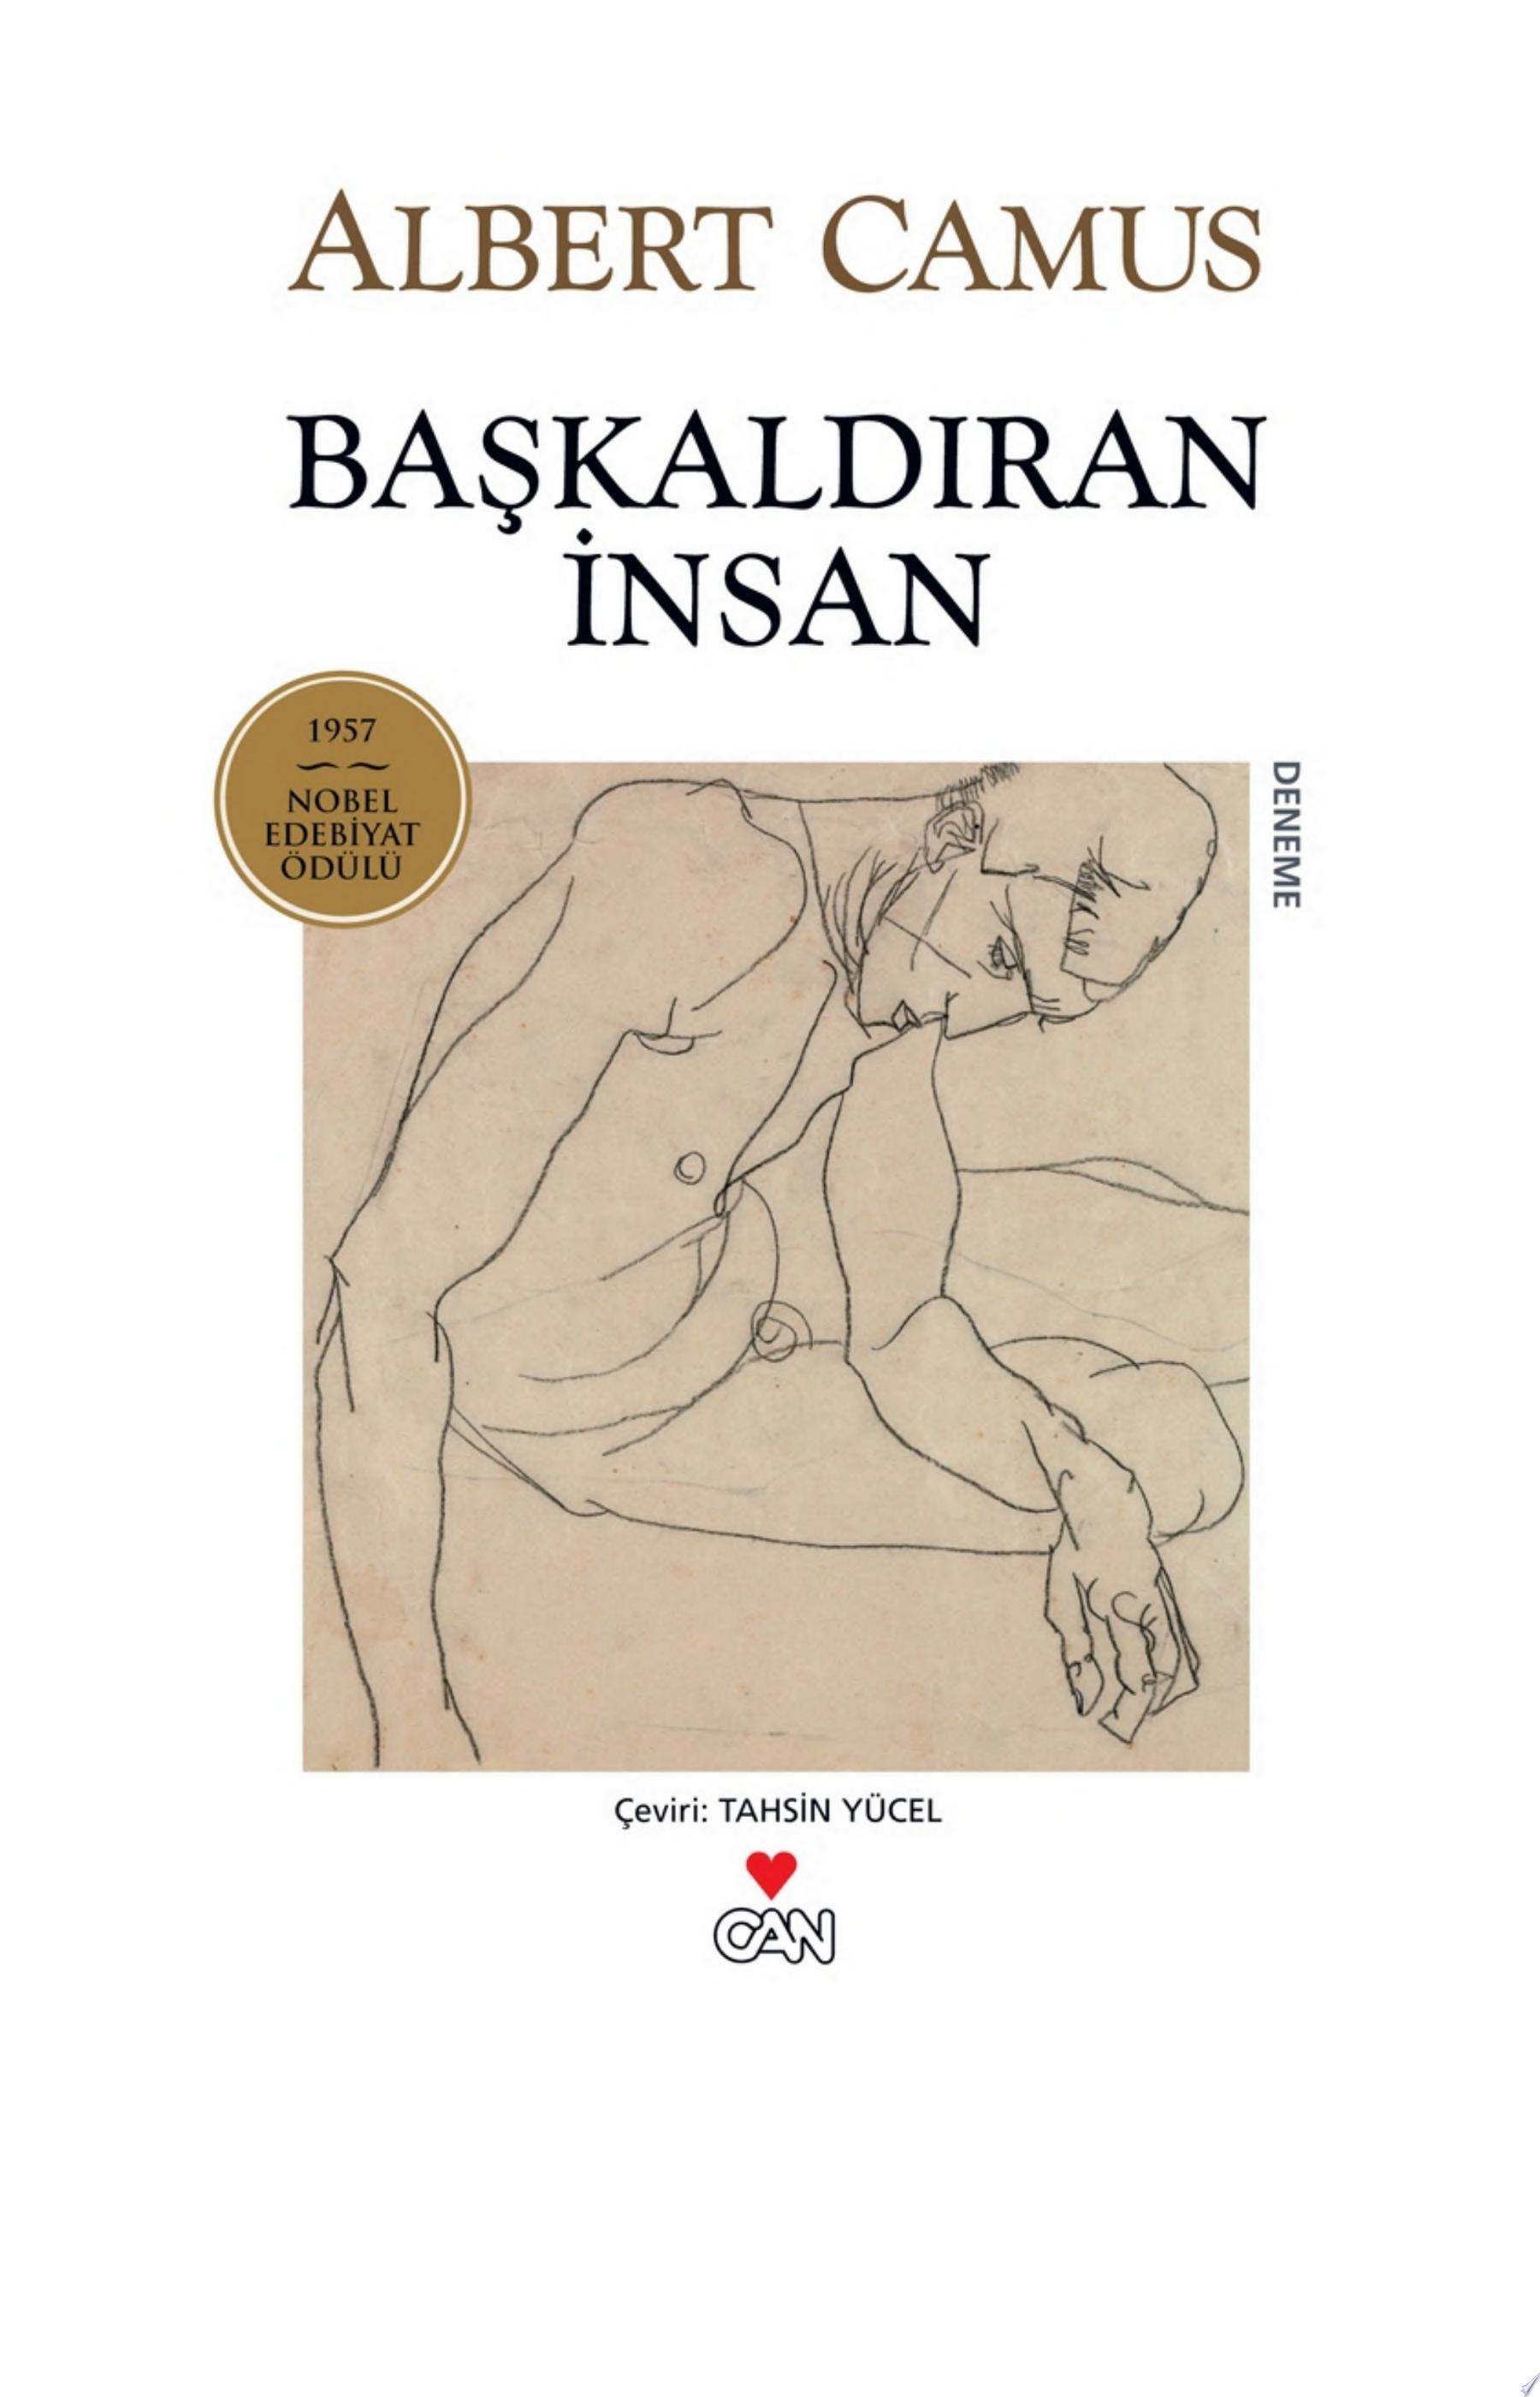 ALBERT CAMUS
BAŞKALDIRAN
İNSAN
1957
NOBEL
EDEBİYAT
ÖDÜLÜ
DENEME
Çeviri: TAHSİN YÜCEL
CAN